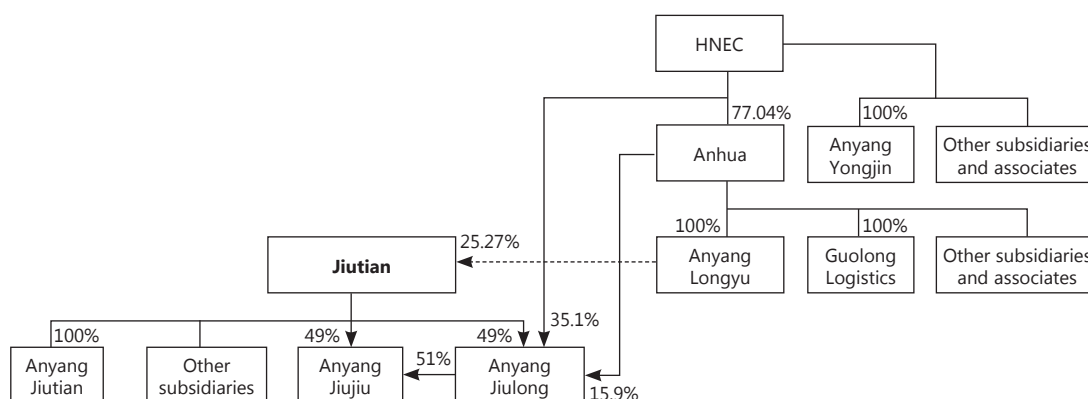 HNEC
77.04%
100%
Anhua
Anyang
Yongjin
Other subsidiaries
and associates
25.27%
100%
100%
Jiutian
Anyang
Longyu
Guolong
Logistics
Other subsidiaries
and associates
35.1%
100%
49%
49%
51%
Anyang
Jiutian
Other
subsidiaries
Anyang
Jiujiu
Anyang
Jiulong
15.9%